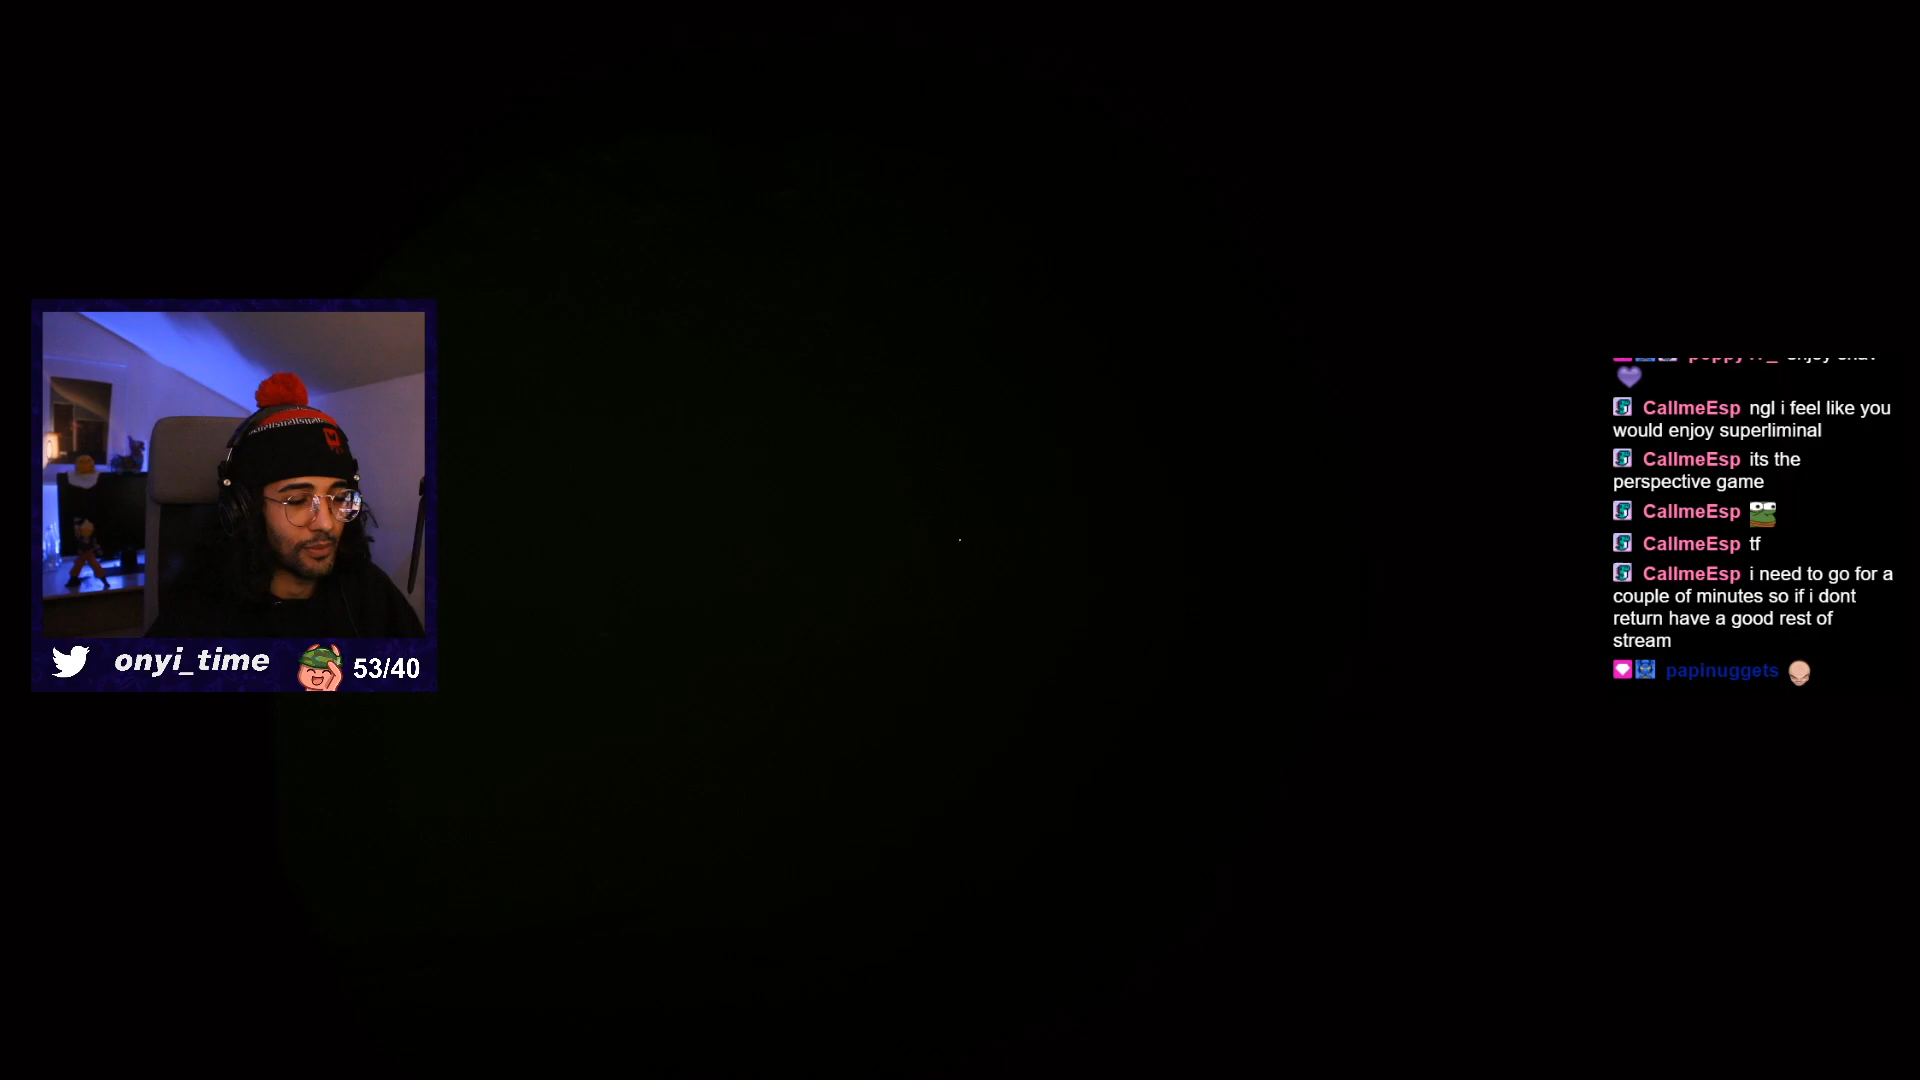 CallmeEsp ngl i feel like you
would enjoy superliminal
CallmeEsp its the
perspective game
CallmeEsp
CallmeEsp tf
CallmeEsp i need to go for a
couple of minutes so if i dont
return have a good rest of
stream
papinuggets
onyi_time 53/40